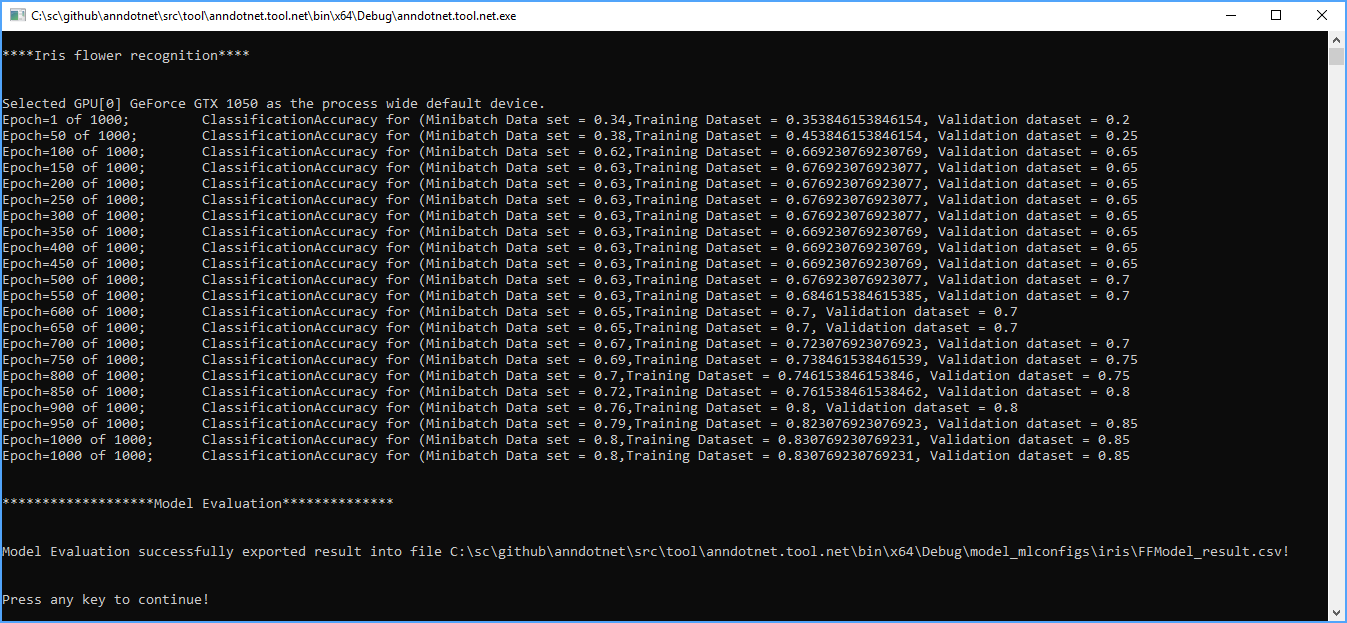 C:\sc\github\anndotnet\src\tool\anndotnet.tool.net\bin\x64\Debug\anndotnet.tool.net.exe
****Iris flower recognition****
Selected GPU[0] GeForce GTX 1050 as the process wide default device.
Epoch=1 of 1000; ClassificationAccuracy for (Minibatch Data set = 0.34,Training Dataset = 0.353846153846154, Validation dataset = 0.2
Epoch=50 of 1000; ClassificationAccuracy for (Minibatch Data set = 0.38,Training Dataset = 0.453846153846154, Validation dataset = 0.25
Epoch=100 of 1000; ClassificationAccuracy for (Minibatch Data set = 0.62,Training Dataset = 0.669230769230769, Validation dataset = 0.65
Epoch=150 of 1000; ClassificationAccuracy for (Minibatch Data set = 0.63,Training Dataset = 0.676923076923077, Validation dataset = 0.65
Epoch=200 of 1000; ClassificationAccuracy for (Minibatch Data set = 0.63,Training Dataset = 0.676923076923077, Validation dataset = 0.65
Epoch=250 of 1000; ClassificationAccuracy for (Minibatch Data set = 0.63,Training Dataset = 0.676923076923077, Validation dataset = 0.65
Epoch=300 of 1000; ClassificationAccuracy for (Minibatch Data set = 0.63,Training Dataset = 0.676923076923077, Validation dataset = 0.65
Epoch=350 of 1000; ClassificationAccuracy for (Minibatch Data set = 0.63,Training Dataset = 0.669230769230769, Validation dataset = 0.65
Epoch=400 of 1000; ClassificationAccuracy for (Minibatch Data set = 0.63,Training Dataset = 0.669230769230769, Validation dataset = 0.65
Epoch=450 of 1000; ClassificationAccuracy for (Minibatch Data set = 0.63,Training Dataset = 0.669230769230769, Validation dataset = 0.65
Epoch=500 of 1000; ClassificationAccuracy for (Minibatch Data set = 0.63,Training Dataset = 0.676923076923077, Validation dataset = 0.7
Epoch=550 of 1000; ClassificationAccuracy for (Minibatch Data set = 0.63,Training Dataset = 0.684615384615385, Validation dataset = 0.7
Epoch=600 of 1000; ClassificationAccuracy for (Minibatch Data set = 0.65,Training Dataset = 0.7, Validation dataset = 0.7
Epoch=650 of 1000; ClassificationAccuracy for (Minibatch Data set = 0.65,Training Dataset = 0.7, Validation dataset = 0.7
Epoch=700 of 1000; ClassificationAccuracy for (Minibatch Data set = 0.67,Training Dataset = 0.723076923076923, Validation dataset = 0.7
Epoch=750 of 1000; ClassificationAccuracy for (Minibatch Data set = 0.69,Training Dataset = 0.738461538461539, Validation dataset = 0.75
Epoch=800 of 1000; ClassificationAccuracy for (Minibatch Data set = 0.7,Training Dataset = 0.746153846153846, Validation dataset = 0.75
Epoch=850 of 1000; ClassificationAccuracy for (Minibatch Data set = 0.72,Training Dataset = 0.761538461538462, Validation dataset = 0.8
Epoch=900 of 1000; ClassificationAccuracy for (Minibatch Data set = 0.76,Training Dataset = 0.8, Validation dataset = 0.8
Epoch=950 of 1000; ClassificationAccuracy for (Minibatch Data set = 0.79,Training Dataset = 0.823076923076923, Validation dataset = 0.85
Epoch=1000 of 1000; ClassificationAccuracy for (Minibatch Data set = 0.8,Training Dataset = 0.830769230769231, Validation dataset = 0.85
Epoch=1000 of 1000; ClassificationAccuracy for (Minibatch Data set = 0.8,Training Dataset = 0.830769230769231, Validation dataset = 0.85
*******************Model Evaluation**************
Model Evaluation successfully exported result into file C:\sc\github\anndotnet\src\tool\anndotnet.tool.net\bin\x64\Debug\model_mlconfigs\iris\FFModel_result.csv!
Press any key to continue!